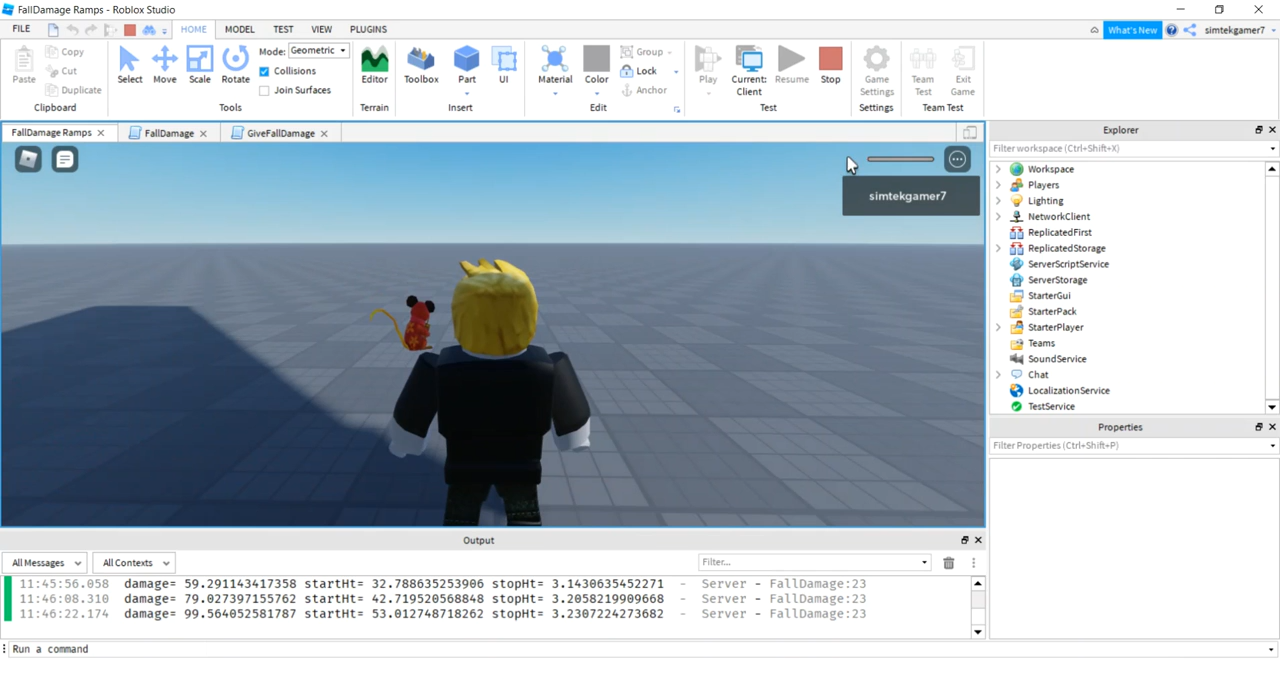 FallDamage Ramps - Roblox Studio
FILE HOME MODEL TEST VIEW PLUGINS What's New simtekgamer7
Paste Copy Cut Duplicate Clipboard
Select Move Scale Rotate Mode: Geometric Collisions Join Surfaces Tools
Editor Terrain
Toolbox Part UI Insert
Material Color Group Lock Anchor Edit
Play Current: Client Resume Stop Test
Game Settings Settings
Team Test Exit Game Team Test
FallDamage Ramps FallDamage GiveFallDamage
simtekgamer7
Explorer
Filter workspace (Ctrl+Shift+X)
Workspace
Players
Lighting
NetworkClient
ReplicatedFirst
ReplicatedStorage
ServerScriptService
ServerStorage
StarterGui
StarterPack
StarterPlayer
Teams
SoundService
Chat
LocalizationService
TestService
Properties
Filter Properties (Ctrl+Shift+P)
Output
All Messages All Contexts Filter...
11:45:56.058 damage= 59.291143417358 startHt= 32.788635253906 stopHt= 3.1430635452271 - Server - FallDamage:23
11:46:08.310 damage= 79.027397155762 startHt= 42.719520568848 stopHt= 3.2058219909668 - Server - FallDamage:23
11:46:22.174 damage= 99.564052581787 startHt= 53.012748718262 stopHt= 3.2307224273682 - Server - FallDamage:23
Run a command